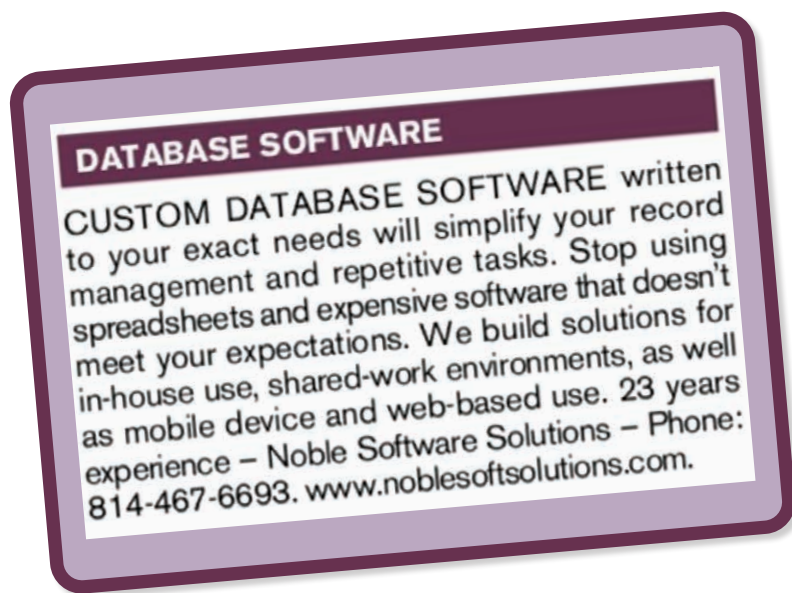 DATABASE SOFTWARE
CUSTOM DATABASE SOFTWARE written
to your exact needs will simplify your record
management and repetitive tasks. Stop using
spreadsheets and expensive software that doesn't
meet your expectations. We build solutions for
in-house use, shared-work environments, as well
as mobile device and web-based use. 23 years
experience – Noble Software Solutions – Phone:
814-467-6693. www.noblesoftsolutions.com.